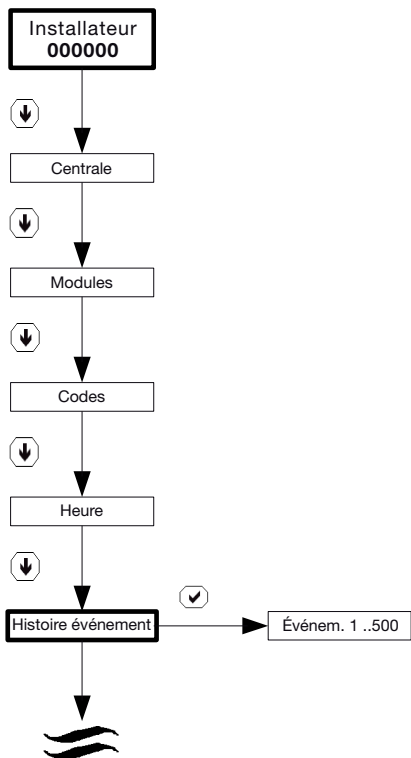 Installateur
000000
Centrale
Modules
Codes
Heure
Histoire événement
Événem. 1 ..500